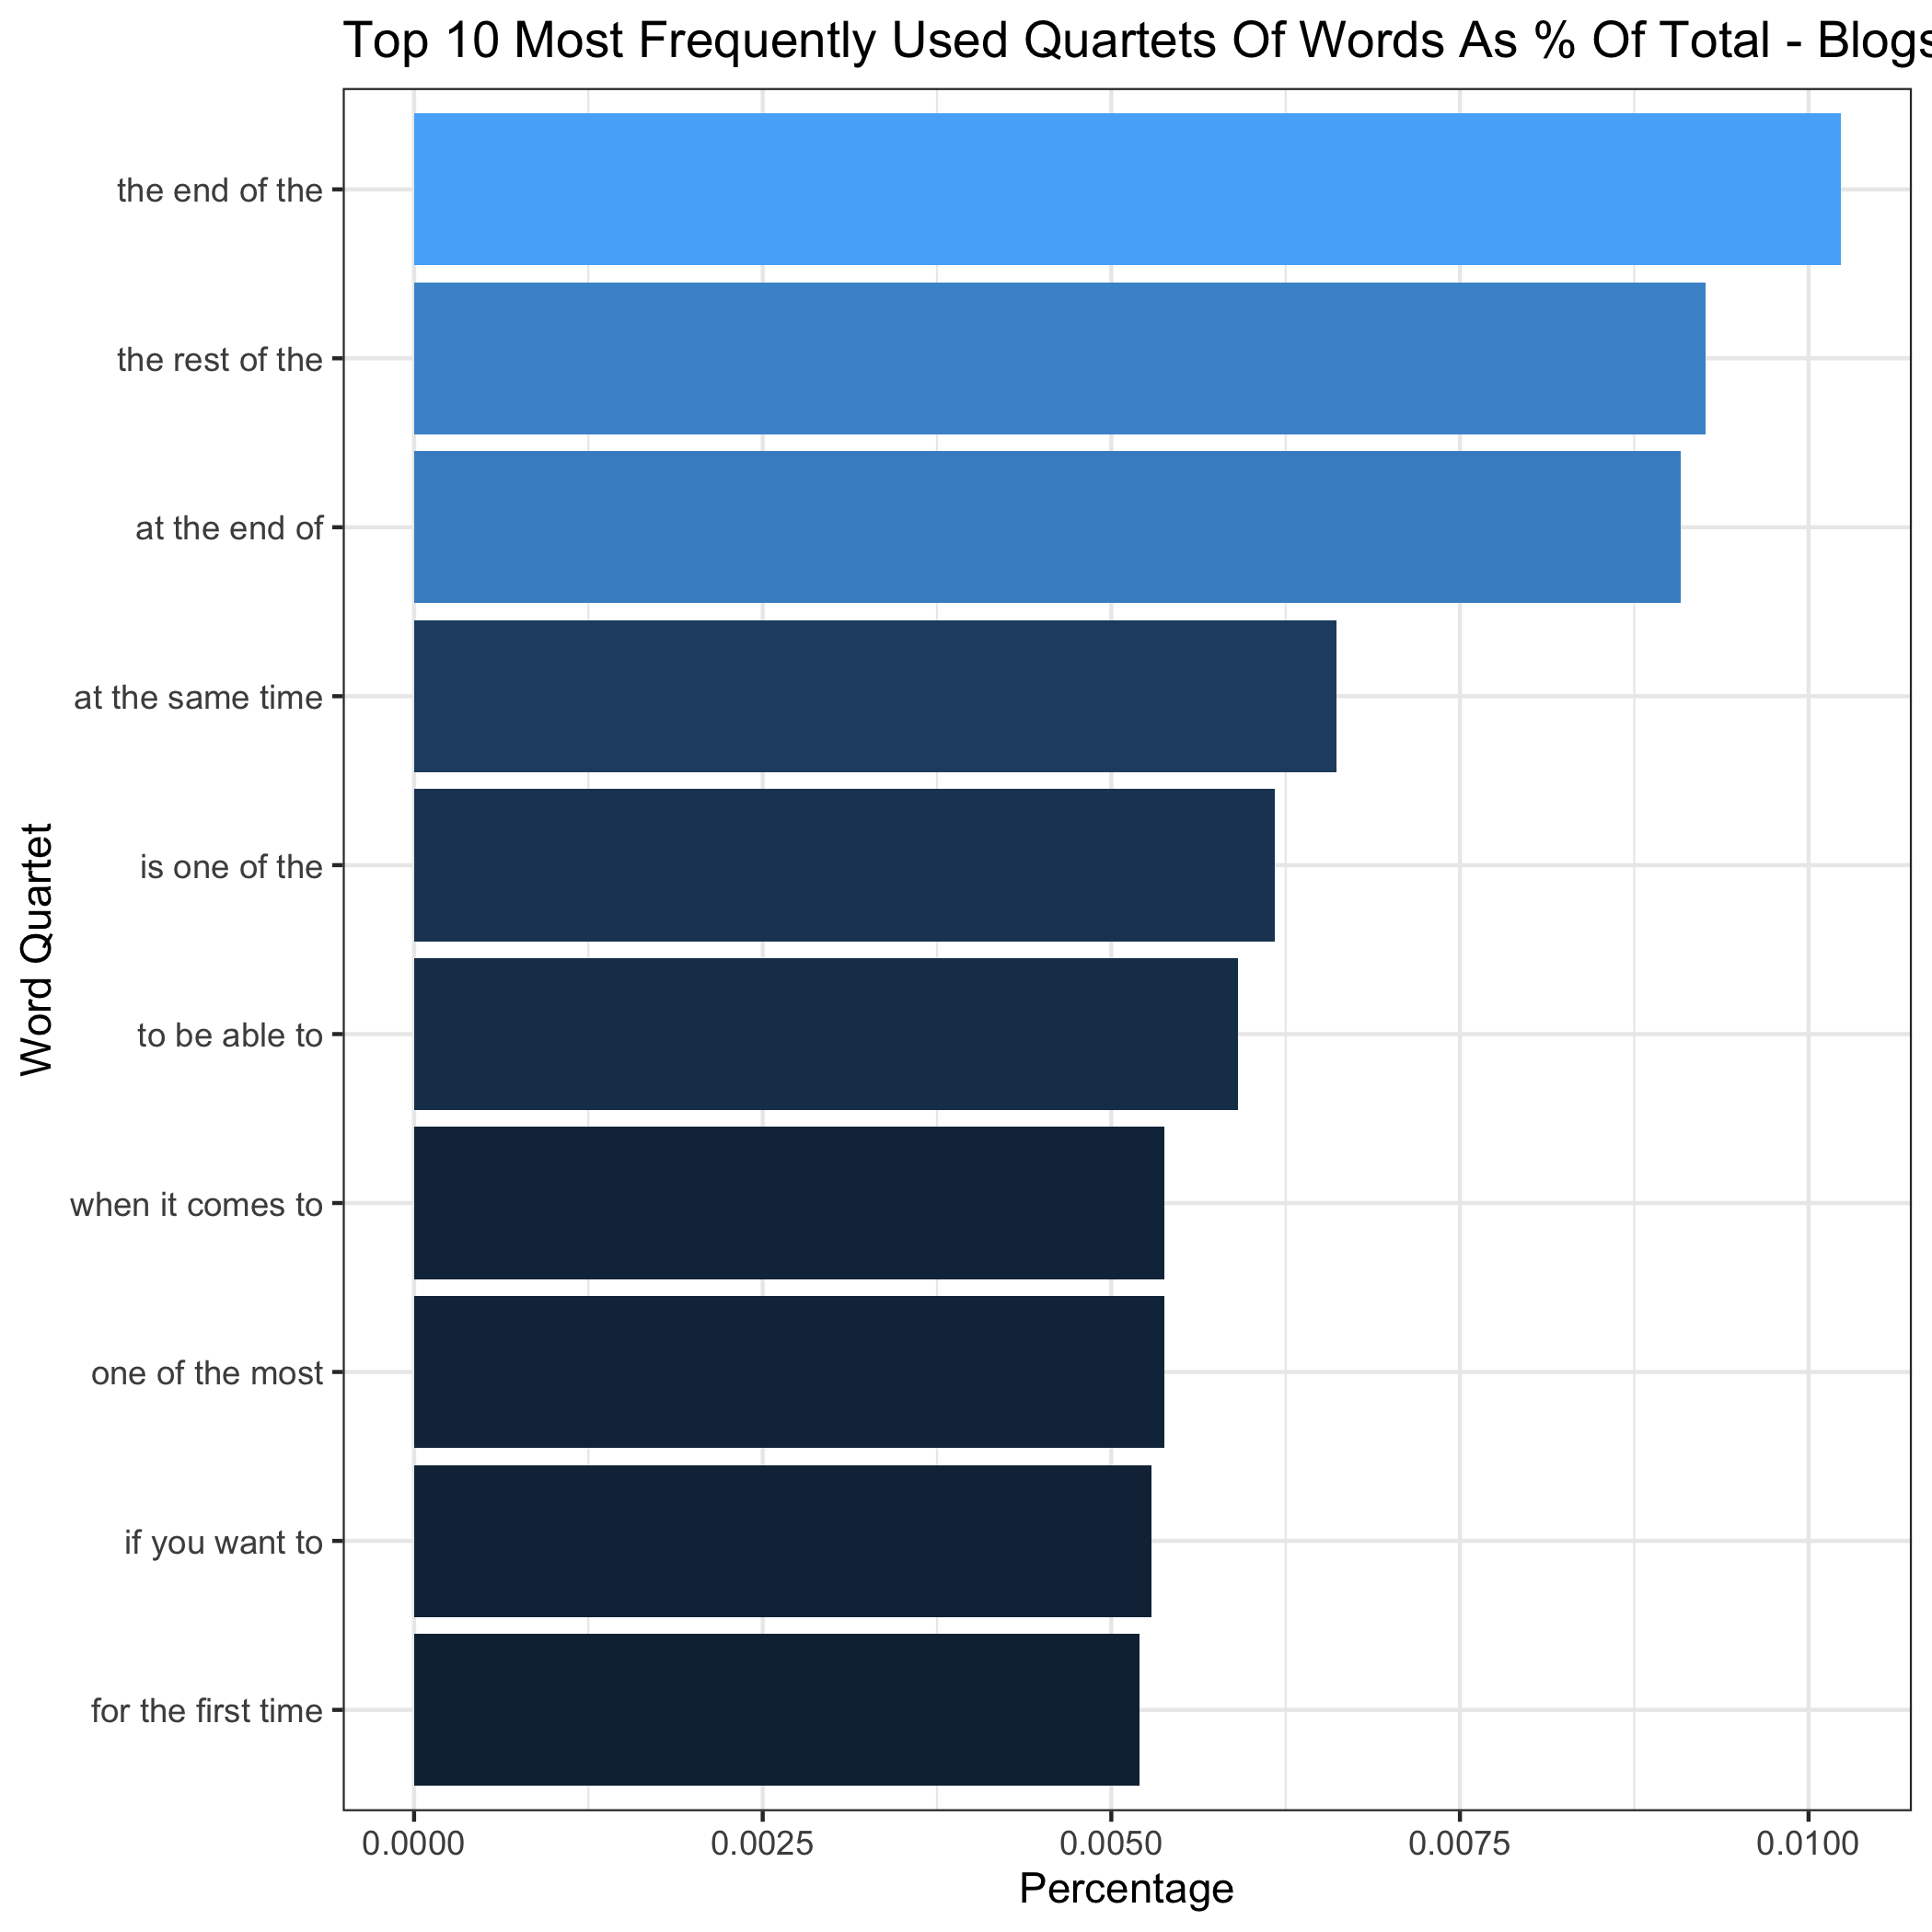 Top 10 Most Frequently Used Quartets Of Words As % Of Total - Blogs
the end of the
the rest of the
at the end of
at the same time
is one of the
to be able to
when it comes to
one of the most
if you want to
for the first time
Word Quartet
0.0000 0.0025 0.0050 0.0075 0.0100
Percentage